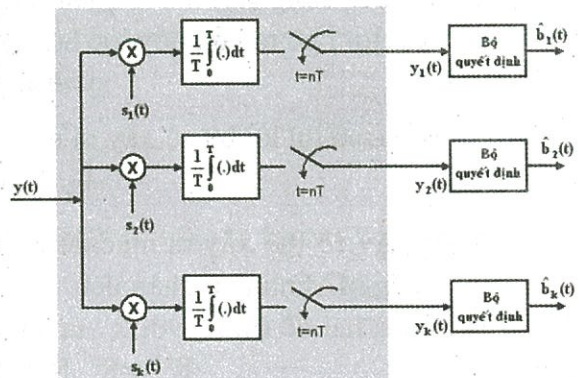 1/T ∫₀ᵀ (.)dt
t=nT
s₁(t)
y₁(t)
Bộ
quyết định
b̂₁(t)
y(t)
1/T ∫₀ᵀ (.)dt
t=nT
s₂(t)
y₂(t)
Bộ
quyết định
b̂₂(t)
1/T ∫₀ᵀ (.)dt
t=nT
sₖ(t)
yₖ(t)
Bộ
quyết định
b̂ₖ(t)